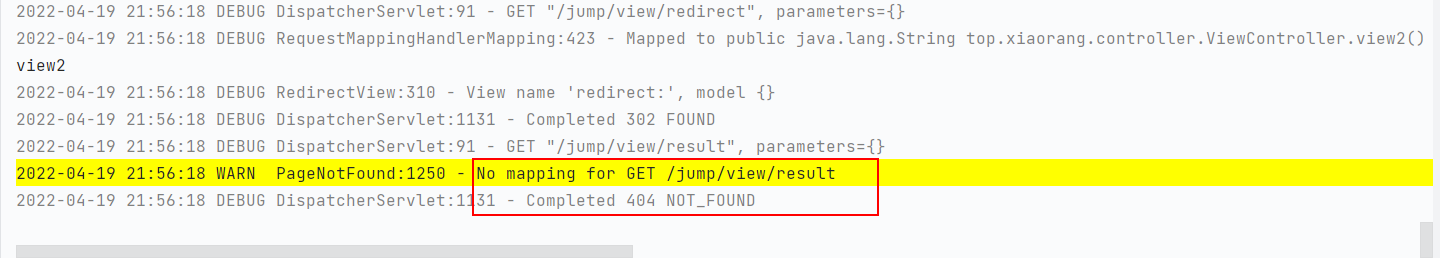 2022-04-19 21:56:18 DEBUG DispatcherServlet:91 - GET "/jump/view/redirect", parameters={}
2022-04-19 21:56:18 DEBUG RequestMappingHandlerMapping:423 - Mapped to public java.lang.String top.xiaorang.controller.ViewController.view2()
view2
2022-04-19 21:56:18 DEBUG RedirectView:310 - View name 'redirect:', model {}
2022-04-19 21:56:18 DEBUG DispatcherServlet:1131 - Completed 302 FOUND
2022-04-19 21:56:18 DEBUG DispatcherServlet:91 - GET "/jump/view/result", parameters={}
2022-04-19 21:56:18 WARN  PageNotFound:1250 - No mapping for GET /jump/view/result
2022-04-19 21:56:18 DEBUG DispatcherServlet:1131 - Completed 404 NOT_FOUND